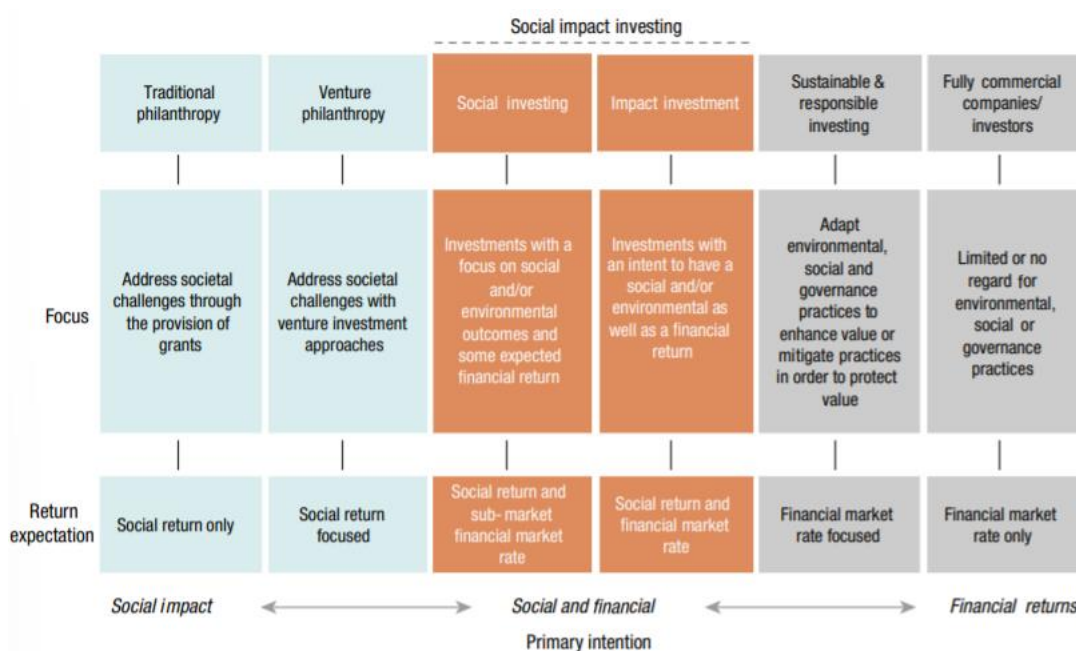 Social impact investing
Traditional
philanthropy
Venture
philanthropy
Social investing
Impact investment
Sustainable &
responsible
investing
Fully commercial
companies/
investors
Focus
Address societal
challenges through
the provision of
grants
Address societal
challenges with
venture investment
approaches
Investments with a
focus on social
and/or
environmental
outcomes and
some expected
financial return
Investments with
an intent to have a
social and/or
environmental as
well as a financial
return
Adapt
environmental,
social and
governance
practices to
enhance value or
mitigate practices
in order to protect
value
Limited or no
regard for
environmental,
social or
governance
practices
Return
expectation
Social return only
Social return
focused
Social return and
sub- market
financial market
rate
Social return and
financial market
rate
Financial market
rate focused
Financial market
rate only
Social impact
Social and financial
Financial returns
Primary intention